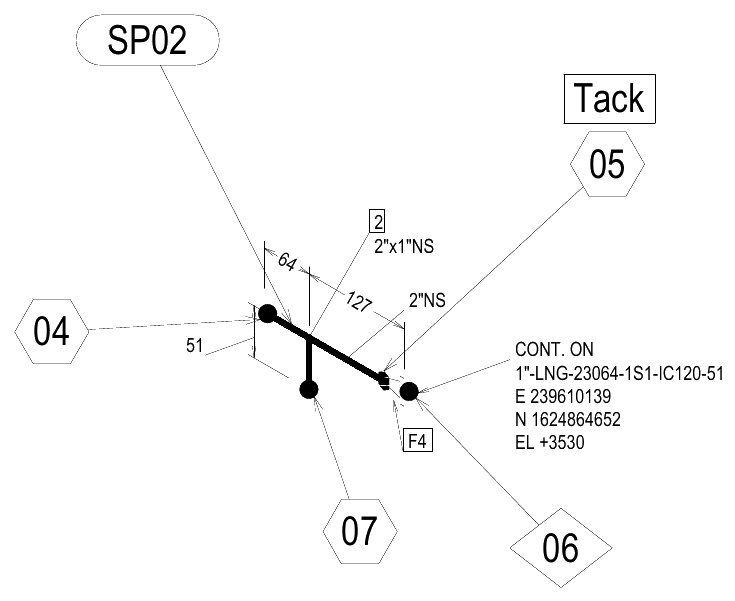 SP02
Tack
05
2
2"x1"NS
64
127
2"NS
04
51
CONT. ON
1"-LNG-23064-1S1-IC120-51
E 239610139
N 1624864652
EL +3530
F4
07
06